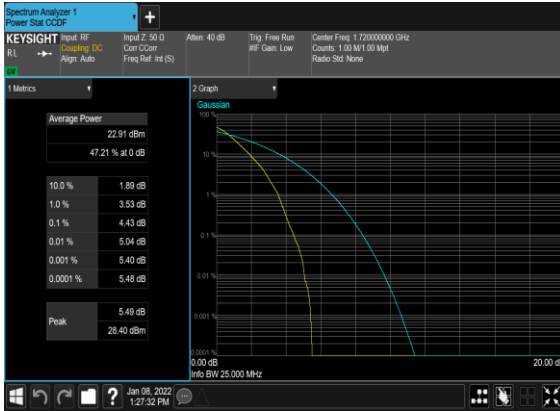 Spectrum Analyzer 1
Power Stat CCDF
KEYSIGHT
RL
Input: RF
Coupling: DC
Align: Auto
Input Z: 50 Ω
Corr CCorr
Freq Ref: Int (S)
Atten: 40 dB
Trig: Free Run
#IF Gain: Low
Center Freq: 1.720000000 GHz
Counts: 1.00 M/1.00 Mpt
Radio Std: None
1 Metrics
Average Power
22.91 dBm
47.21 % at 0 dB
10.0 % 1.89 dB
1.0 % 3.53 dB
0.1 % 4.43 dB
0.01 % 5.04 dB
0.001 % 5.40 dB
0.0001 % 5.48 dB
Peak
5.49 dB
28.40 dBm
2 Graph
Gaussian
100 %
10 %
1 %
0.1 %
0.01 %
0.001 %
0.0001 %
0.00 dB
20.00 d
Info BW 25.000 MHz
?
Jan 08, 2022
1:27:32 PM